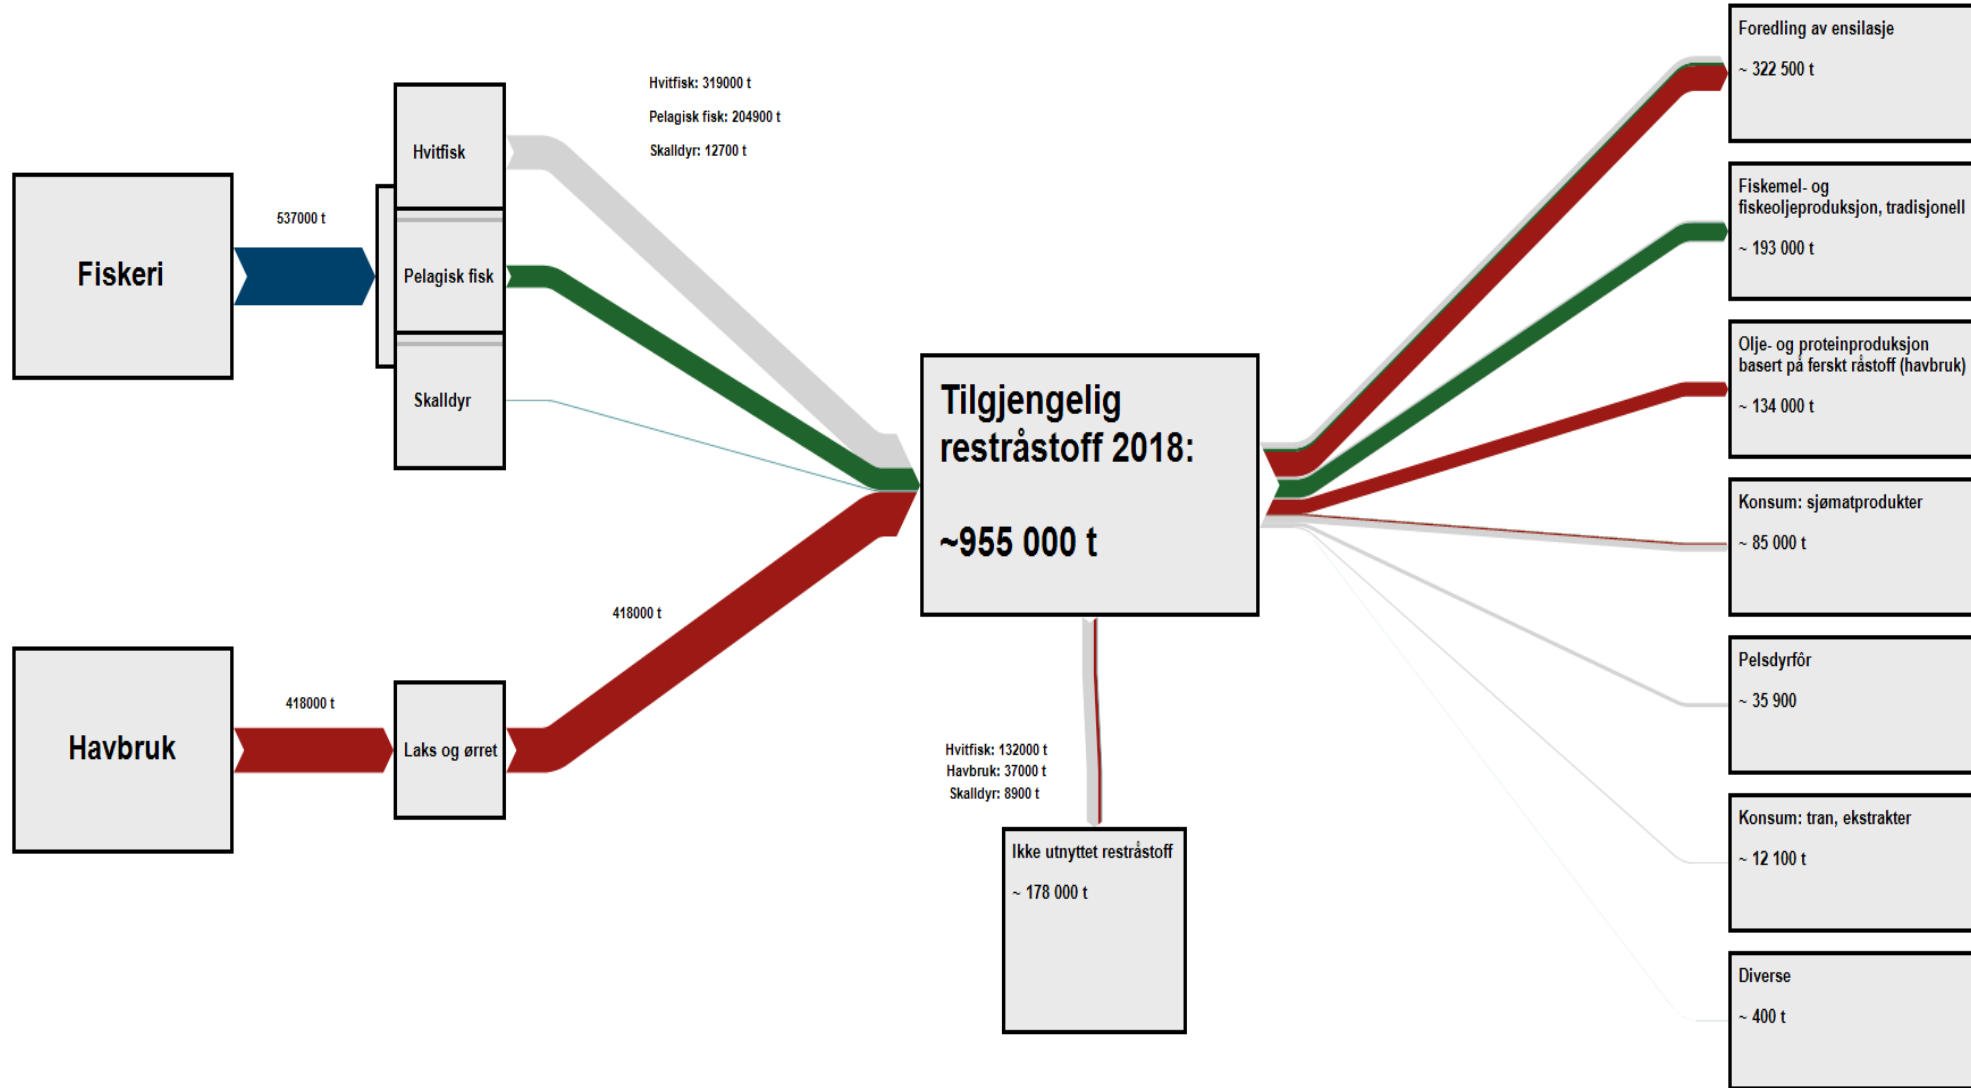 Fiskeri
537000 t
Hvitfisk
Pelagisk fisk
Skalldyr
Hvitfisk: 319000 t
Pelagisk fisk: 204900 t
Skalldyr: 12700 t
Havbruk
418000 t
Laks og ørret
418000 t
Tilgjengelig
restråstoff 2018:
~955 000 t
Hvitfisk: 132000 t
Havbruk: 37000 t
Skalldyr: 8900 t
Ikke utnyttet restråstoff
~ 178 000 t
Foredling av ensilasje
~ 322 500 t
Fiskemel- og
fiskeoljeproduksjon, tradisjonell
~ 193 000 t
Olje- og proteinproduksjon
basert på ferskt råstoff (havbruk)
~ 134 000 t
Konsum: sjømatprodukter
~ 85 000 t
Pelsdyrfôr
~ 35 900
Konsum: tran, ekstrakter
~ 12 100 t
Diverse
~ 400 t